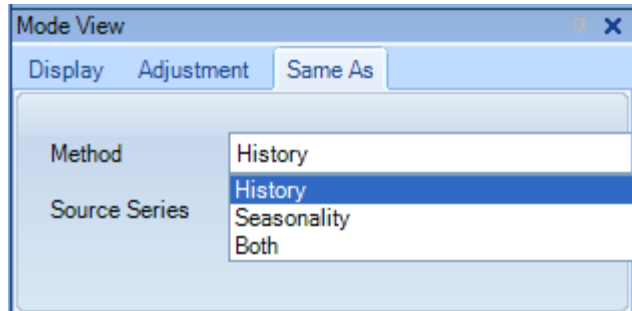 Mode View
Display Adjustment Same As
Method History
History
Source Series
Seasonality
Both